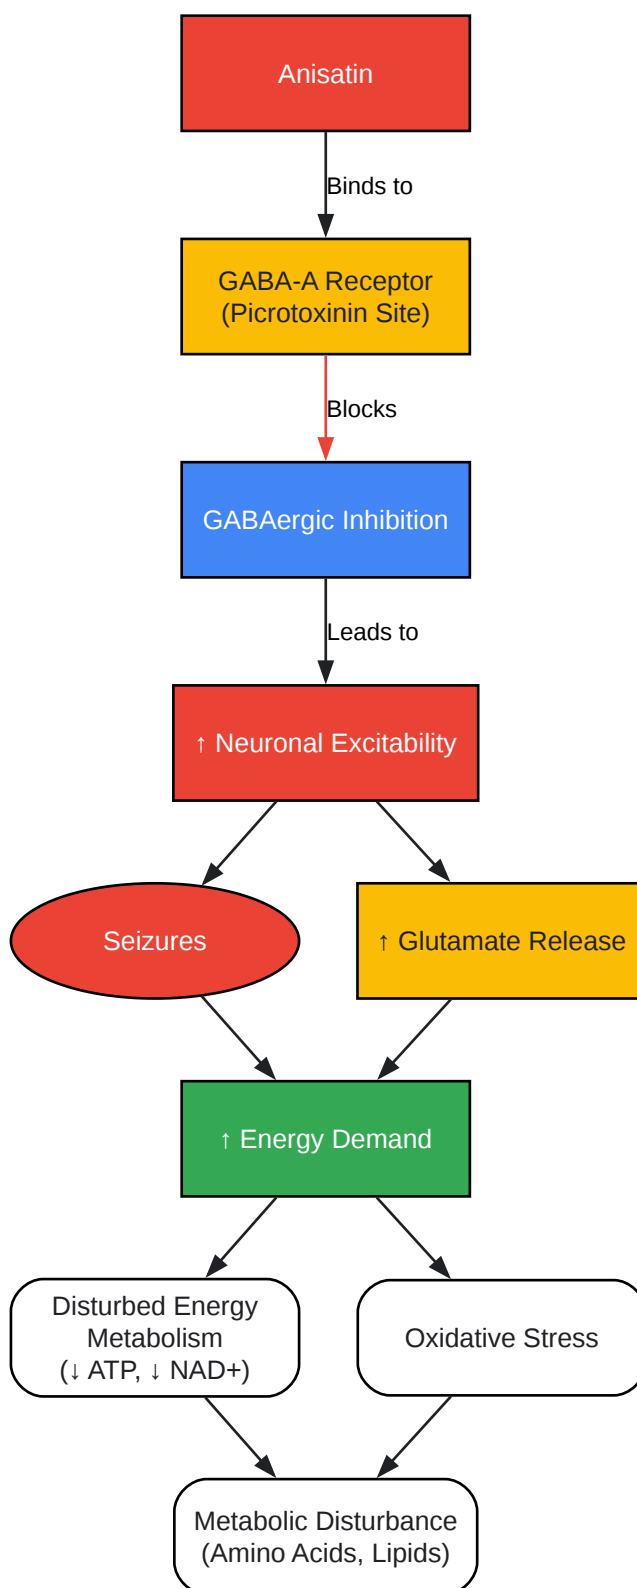 Anisatin
Binds to
GABA-A Receptor
(Picrotoxinin Site)
Blocks
GABAergic Inhibition
Leads to
↑ Neuronal Excitability
Seizures
↑ Glutamate Release
↑ Energy Demand
Disturbed Energy
Metabolism
(↓ ATP, ↓ NAD+)
Oxidative Stress
Metabolic Disturbance
(Amino Acids, Lipids)